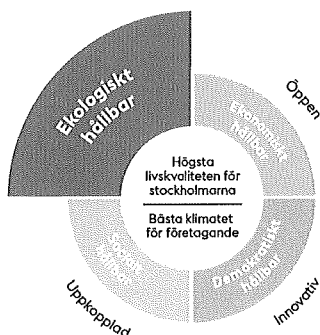 Ekologiskt
hållbar
Öppen
Ekonomiskt
hållbar
Högsta
livskvaliteten för
stockholmarna
Bästa klimatet
för företagande
Socialt
hållbar
Demokratiskt
hållbar
Uppkopplad
Innovativ